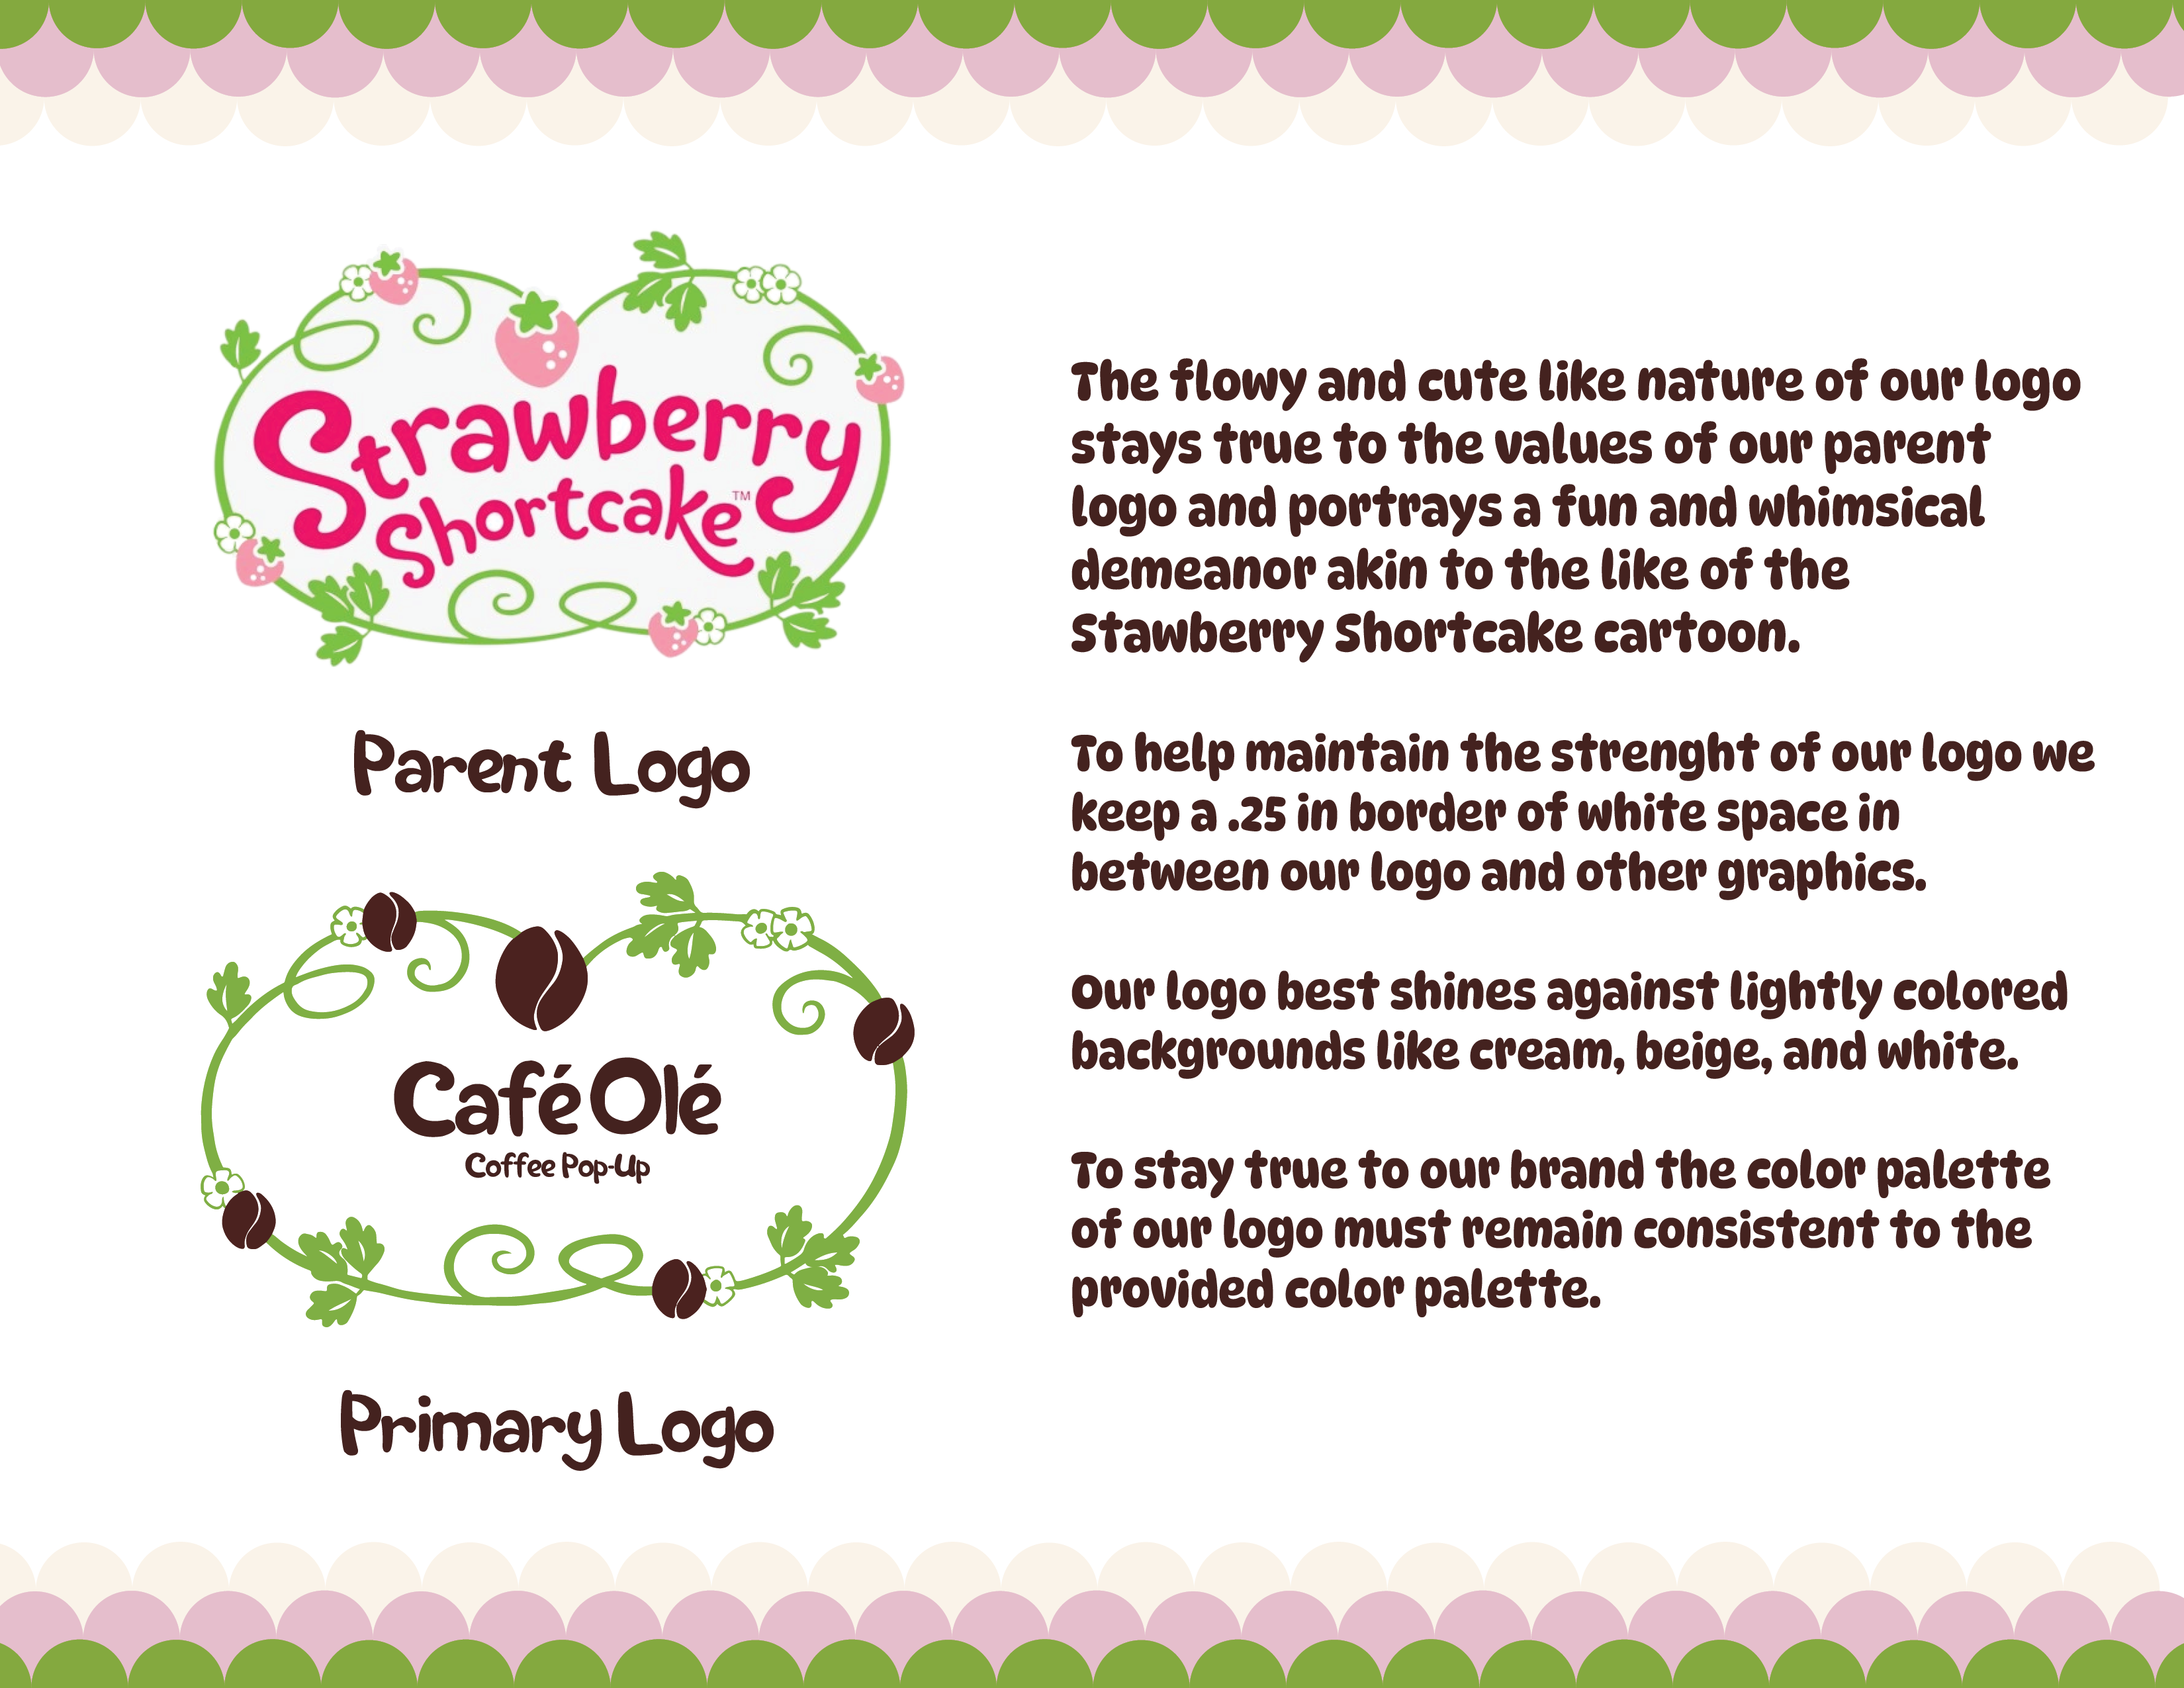 Strawberry
Shortcake™
Parent Logo
Café Olé
Coffee Pop-Up
Primary Logo
The flowy and cute like nature of our logo
stays true to the values of our parent
logo and portrays a fun and whimsical
demeanor akin to the like of the
Stawberry Shortcake cartoon.
To help maintain the strenght of our logo we
keep a .25 in border of white space in
between our logo and other graphics.
Our logo best shines against lightly colored
backgrounds like cream, beige, and white.
To stay true to our brand the color palette
of our logo must remain consistent to the
provided color palette.